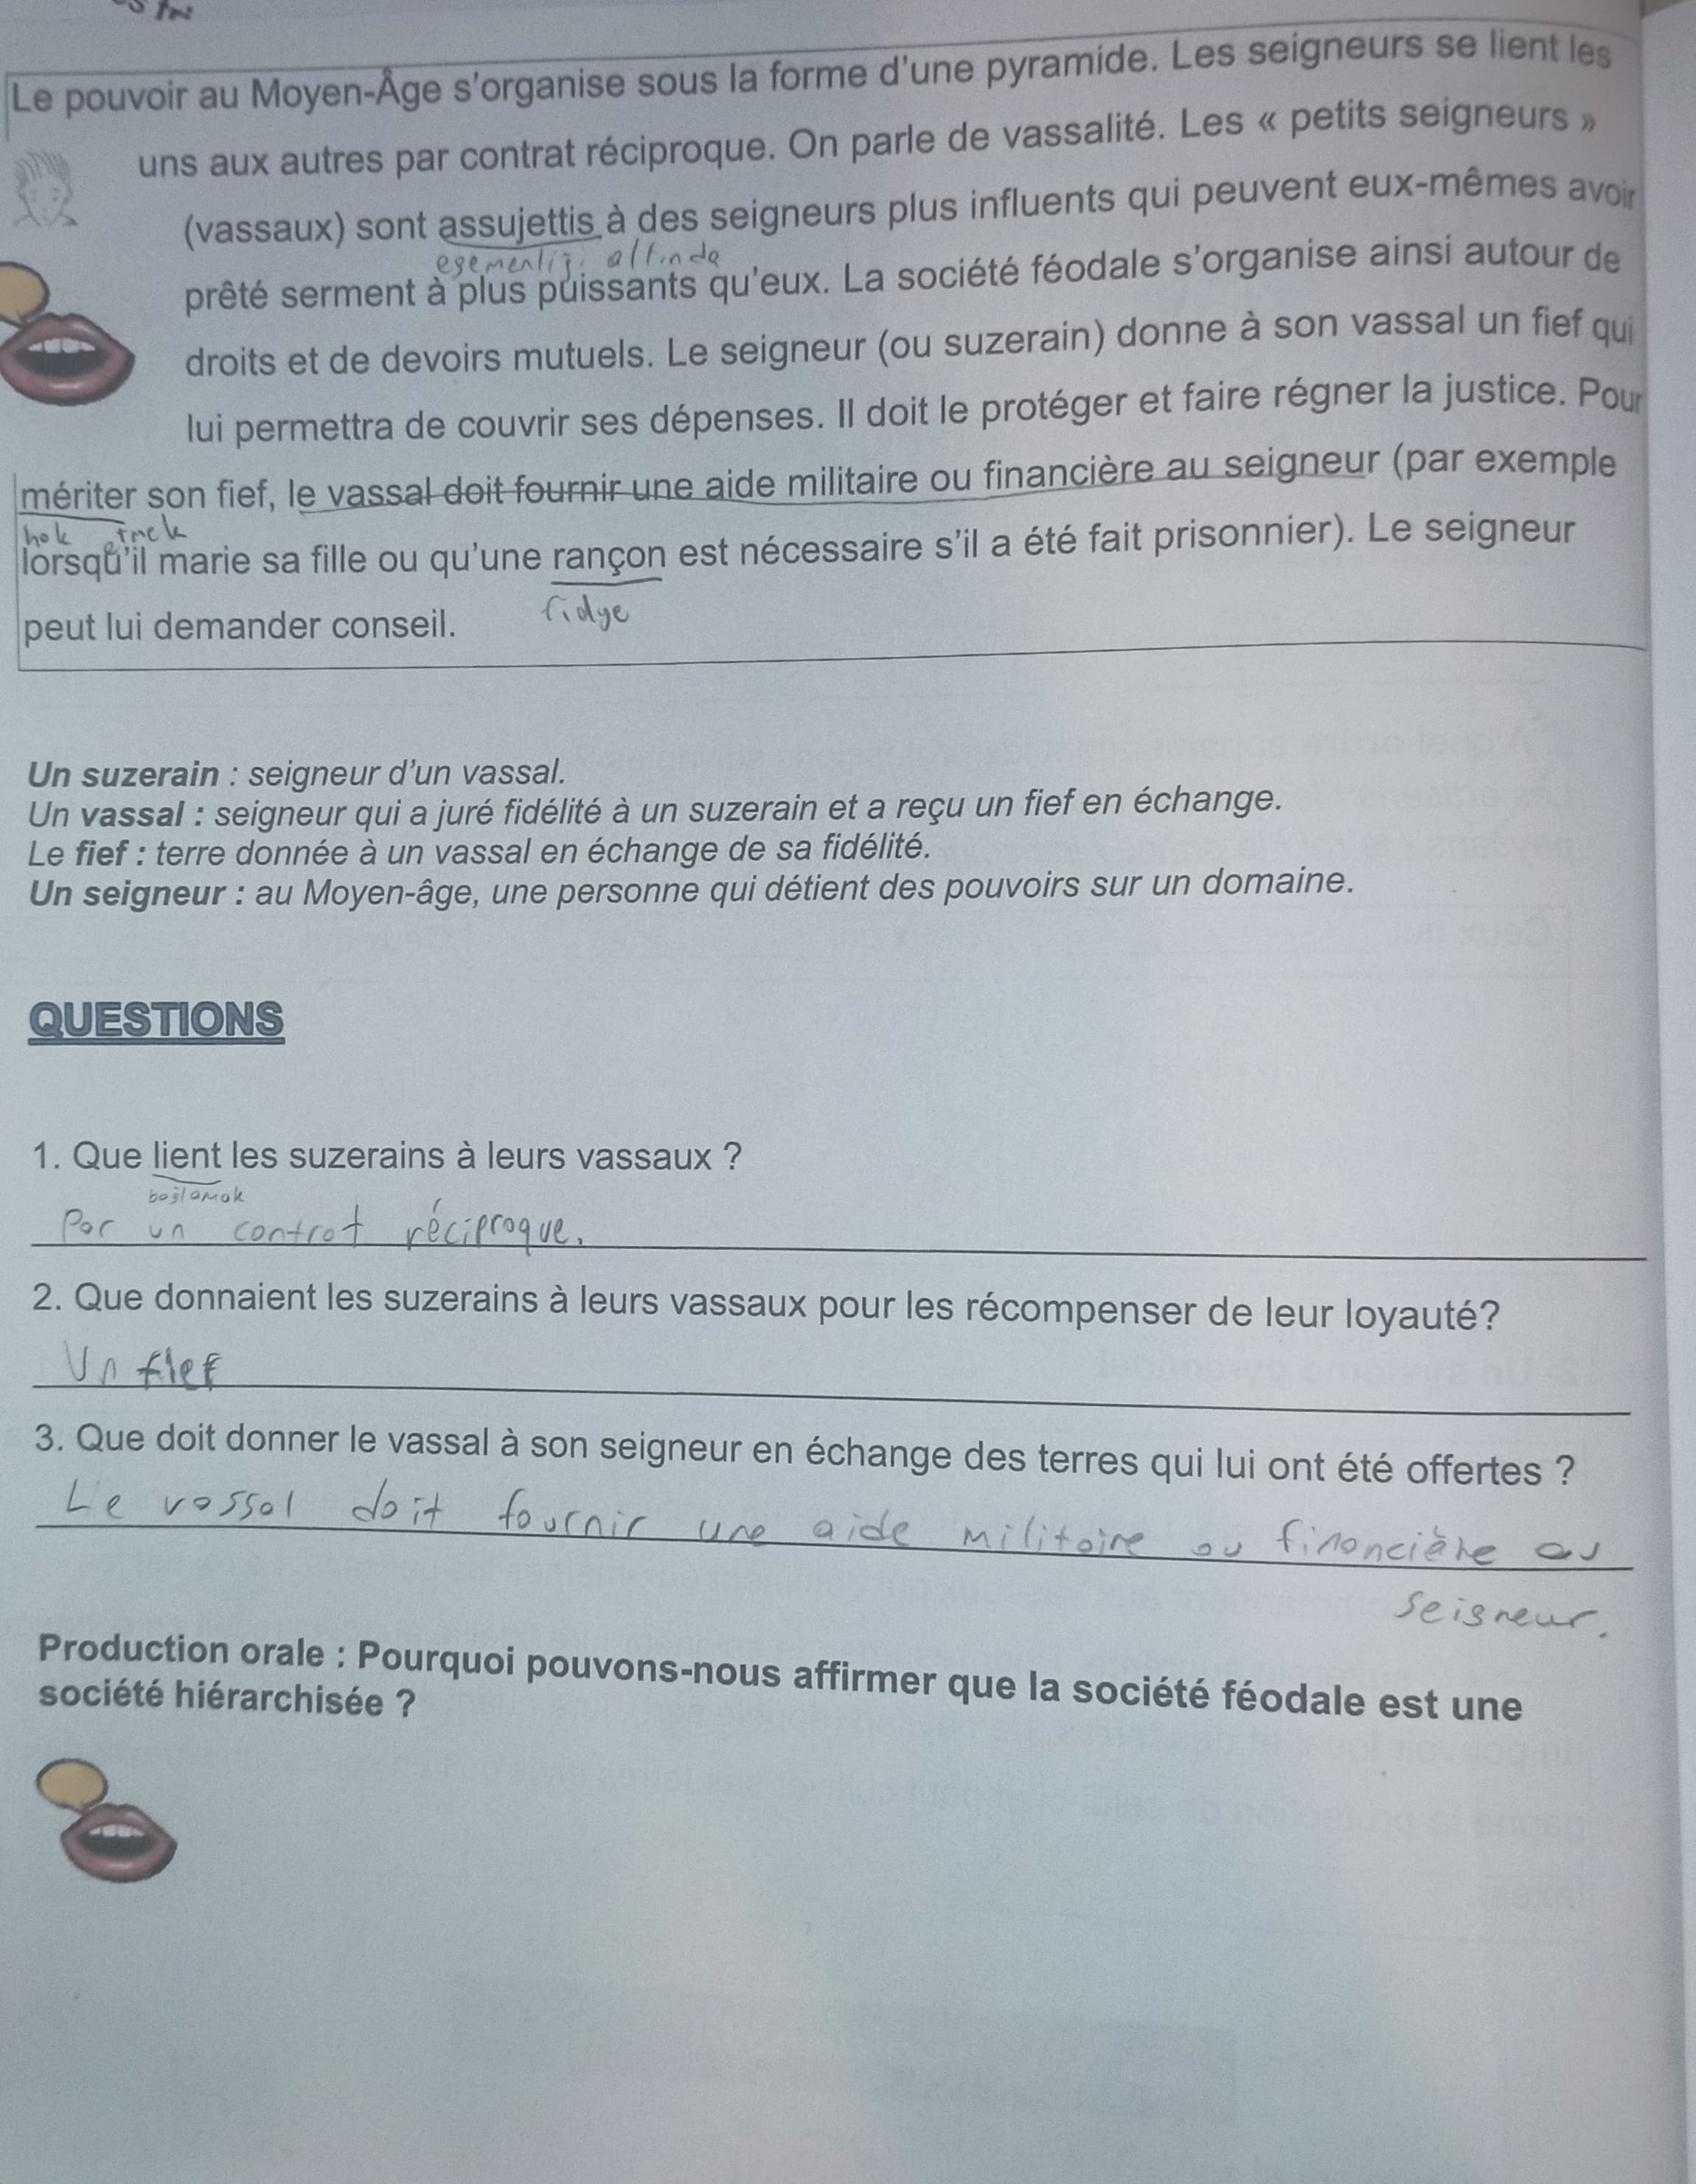 Le pouvoir au Moyen-Âge s'organise sous la forme d'une pyramide. Les seigneurs se lient les
uns aux autres par contrat réciproque. On parle de vassalité. Les « petits seigneurs »
(vassaux) sont assujettis à des seigneurs plus influents qui peuvent eux-mêmes avoir
egemenliği altında
prêté serment à plus puissants qu'eux. La société féodale s'organise ainsi autour de
droits et de devoirs mutuels. Le seigneur (ou suzerain) donne à son vassal un fief qui
lui permettra de couvrir ses dépenses. Il doit le protéger et faire régner la justice. Pour
mériter son fief, le vassal doit fournir une aide militaire ou financière au seigneur (par exemple
hak etmek
lorsqu'il marie sa fille ou qu'une rançon est nécessaire s'il a été fait prisonnier). Le seigneur
fidye
peut lui demander conseil.
Un suzerain : seigneur d'un vassal.
Un vassal : seigneur qui a juré fidélité à un suzerain et a reçu un fief en échange.
Le fief : terre donnée à un vassal en échange de sa fidélité.
Un seigneur : au Moyen-âge, une personne qui détient des pouvoirs sur un domaine.
QUESTIONS
1. Que lient les suzerains à leurs vassaux ?
bağlamak
Par un contrat réciproque.
2. Que donnaient les suzerains à leurs vassaux pour les récompenser de leur loyauté?
Un fief
3. Que doit donner le vassal à son seigneur en échange des terres qui lui ont été offertes ?
Le vassal doit fournir une aide militaire ou financière au
seigneur.
Production orale : Pourquoi pouvons-nous affirmer que la société féodale est une
société hiérarchisée ?